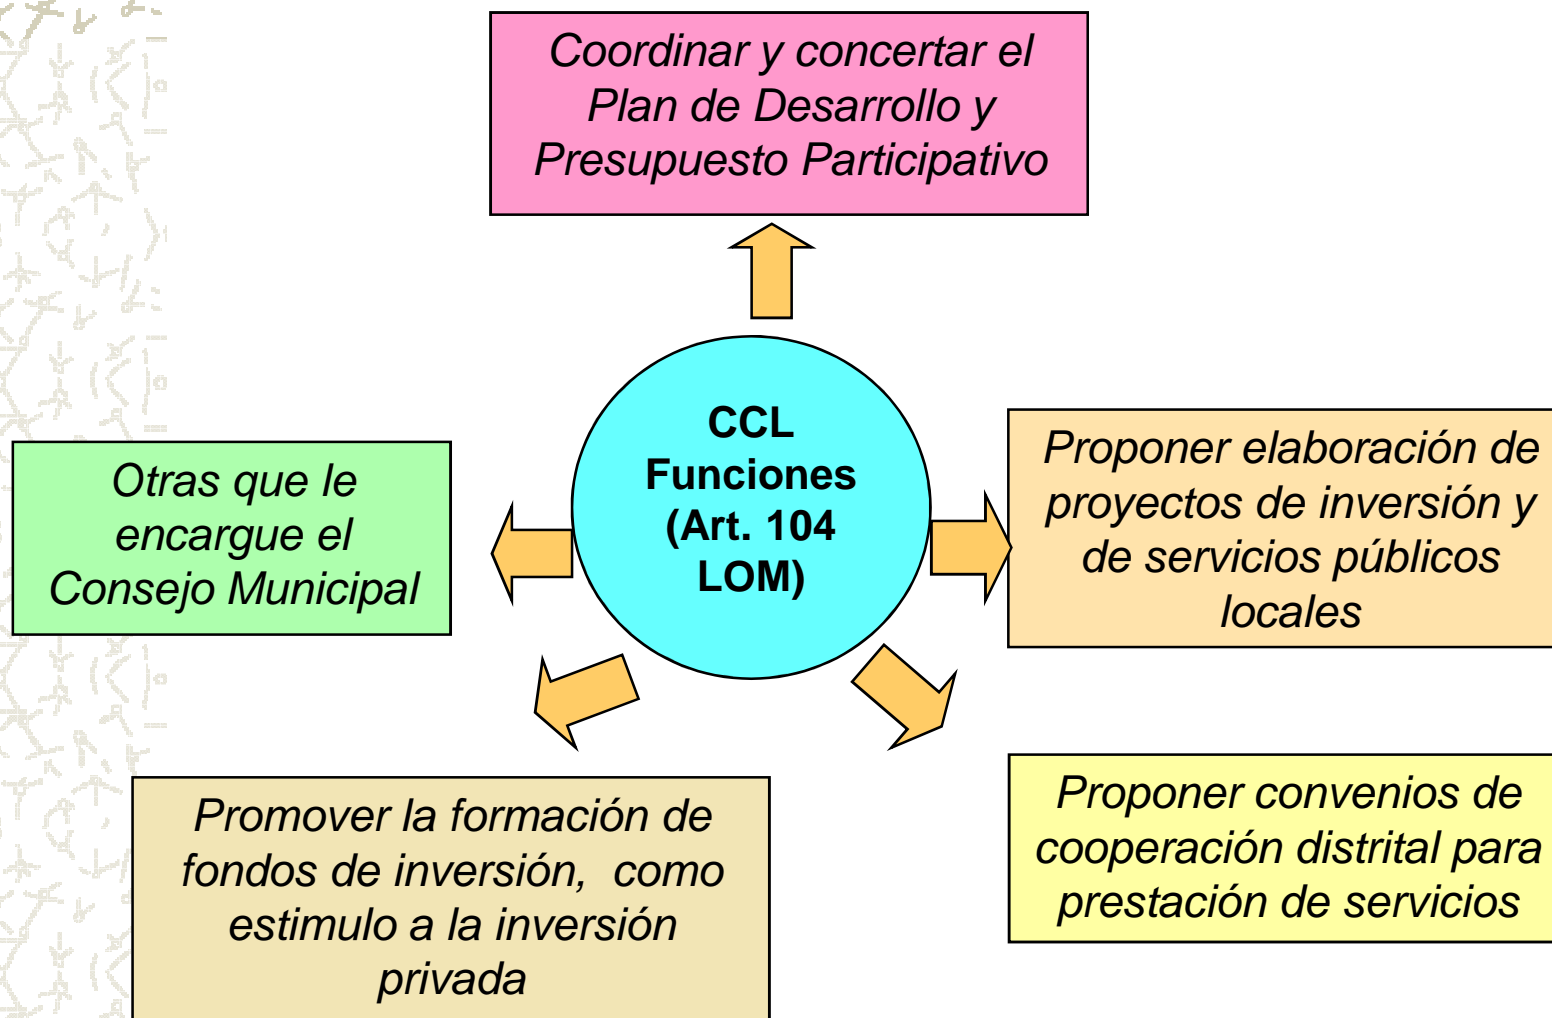 Coordinar y concertar el
Plan de Desarrollo y
Presupuesto Participativo
CCL
Funciones
(Art. 104
LOM)
Otras que le
encargue el
Consejo Municipal
Proponer elaboración de
proyectos de inversión y
de servicios públicos
locales
Promover la formación de
fondos de inversión,  como
estimulo a la inversión
privada
Proponer convenios de
cooperación distrital para
prestación de servicios